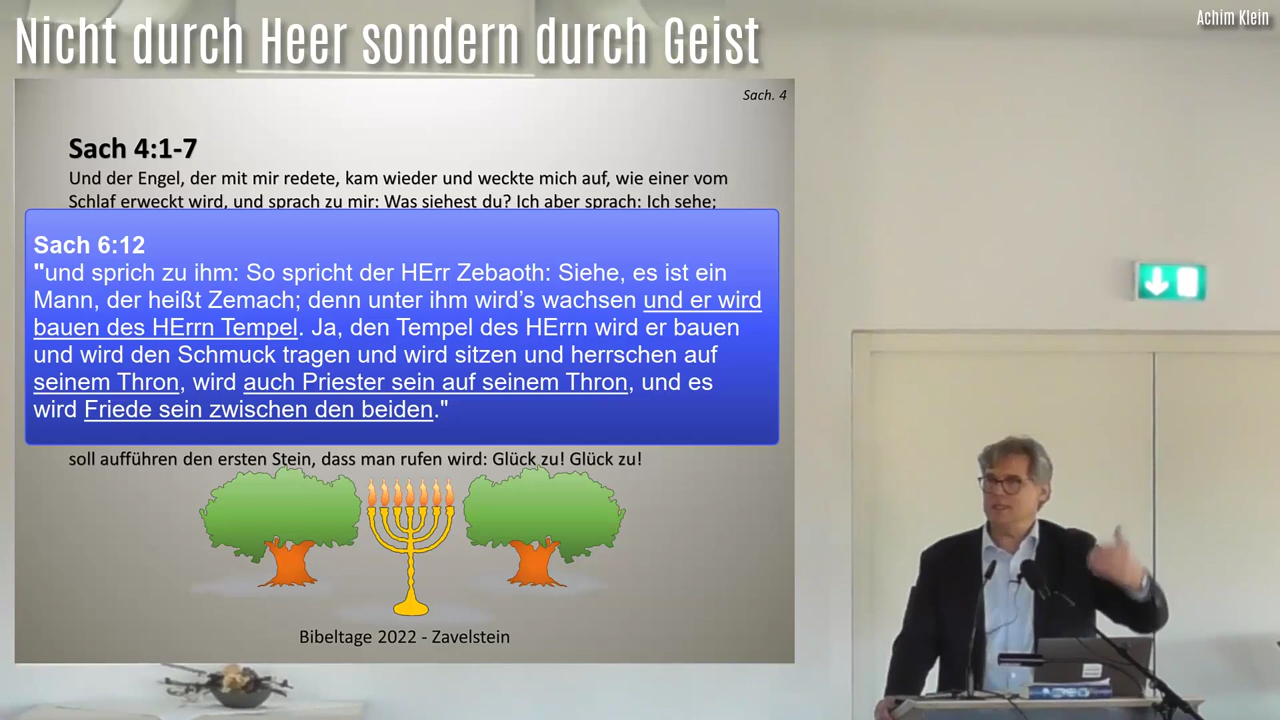 Achim Klein
Nicht durch Heer sondern durch Geist
Sach. 4
Sach 4:1-7
Und der Engel, der mit mir redete, kam wieder und weckte mich auf, wie einer vom
Schlaf erweckt wird, und sprach zu mir: Was siehest du? Ich aber sprach: Ich sehe;
Sach 6:12
"und sprich zu ihm: So spricht der HErr Zebaoth: Siehe, es ist ein
Mann, der heißt Zemach; denn unter ihm wird’s wachsen und er wird
bauen des HErrn Tempel. Ja, den Tempel des HErrn wird er bauen
und wird den Schmuck tragen und wird sitzen und herrschen auf
seinem Thron, wird auch Priester sein auf seinem Thron, und es
wird Friede sein zwischen den beiden."
soll aufführen den ersten Stein, dass man rufen wird: Glück zu! Glück zu!
Bibeltage 2022 - Zavelstein